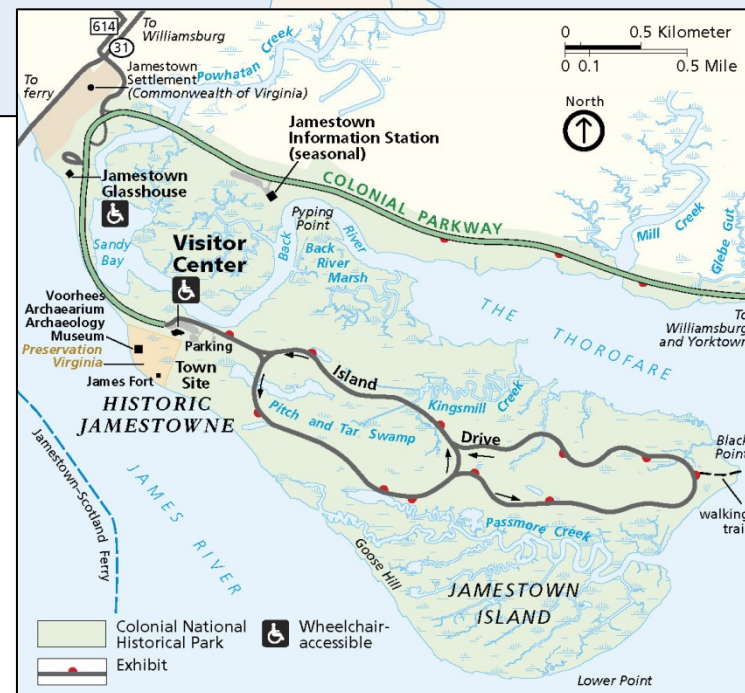 614
To
Williamsburg
31
To
ferry
Jamestown
Settlement
(Commonwealth of Virginia)
Powhatan Creek
0 0.5 Kilometer
0 0.1 0.5 Mile
North
Jamestown
Information Station
(seasonal)
COLONIAL PARKWAY
Jamestown
Glasshouse
Pyping
Point
Mill Creek
Glebe Gut
Sandy
Bay
Visitor
Center
Back
River
Back
River
Marsh
THE THOROFARE
To
Williamsburg
and Yorktown
Voorhees
Archaearium
Archaeology
Museum
Preservation
Virginia
Parking
James Fort
Town
Site
HISTORIC
JAMESTOWNE
Island
Drive
Kingsmill
Creek
Pitch and Tar Swamp
Black
Point
walking
trai
Passmore Creek
Goose Hill
JAMESTOWN
ISLAND
Jamestown–Scotland Ferry
JAMES RIVER
Colonial National
Historical Park
Wheelchair-
accessible
Exhibit
Lower Point